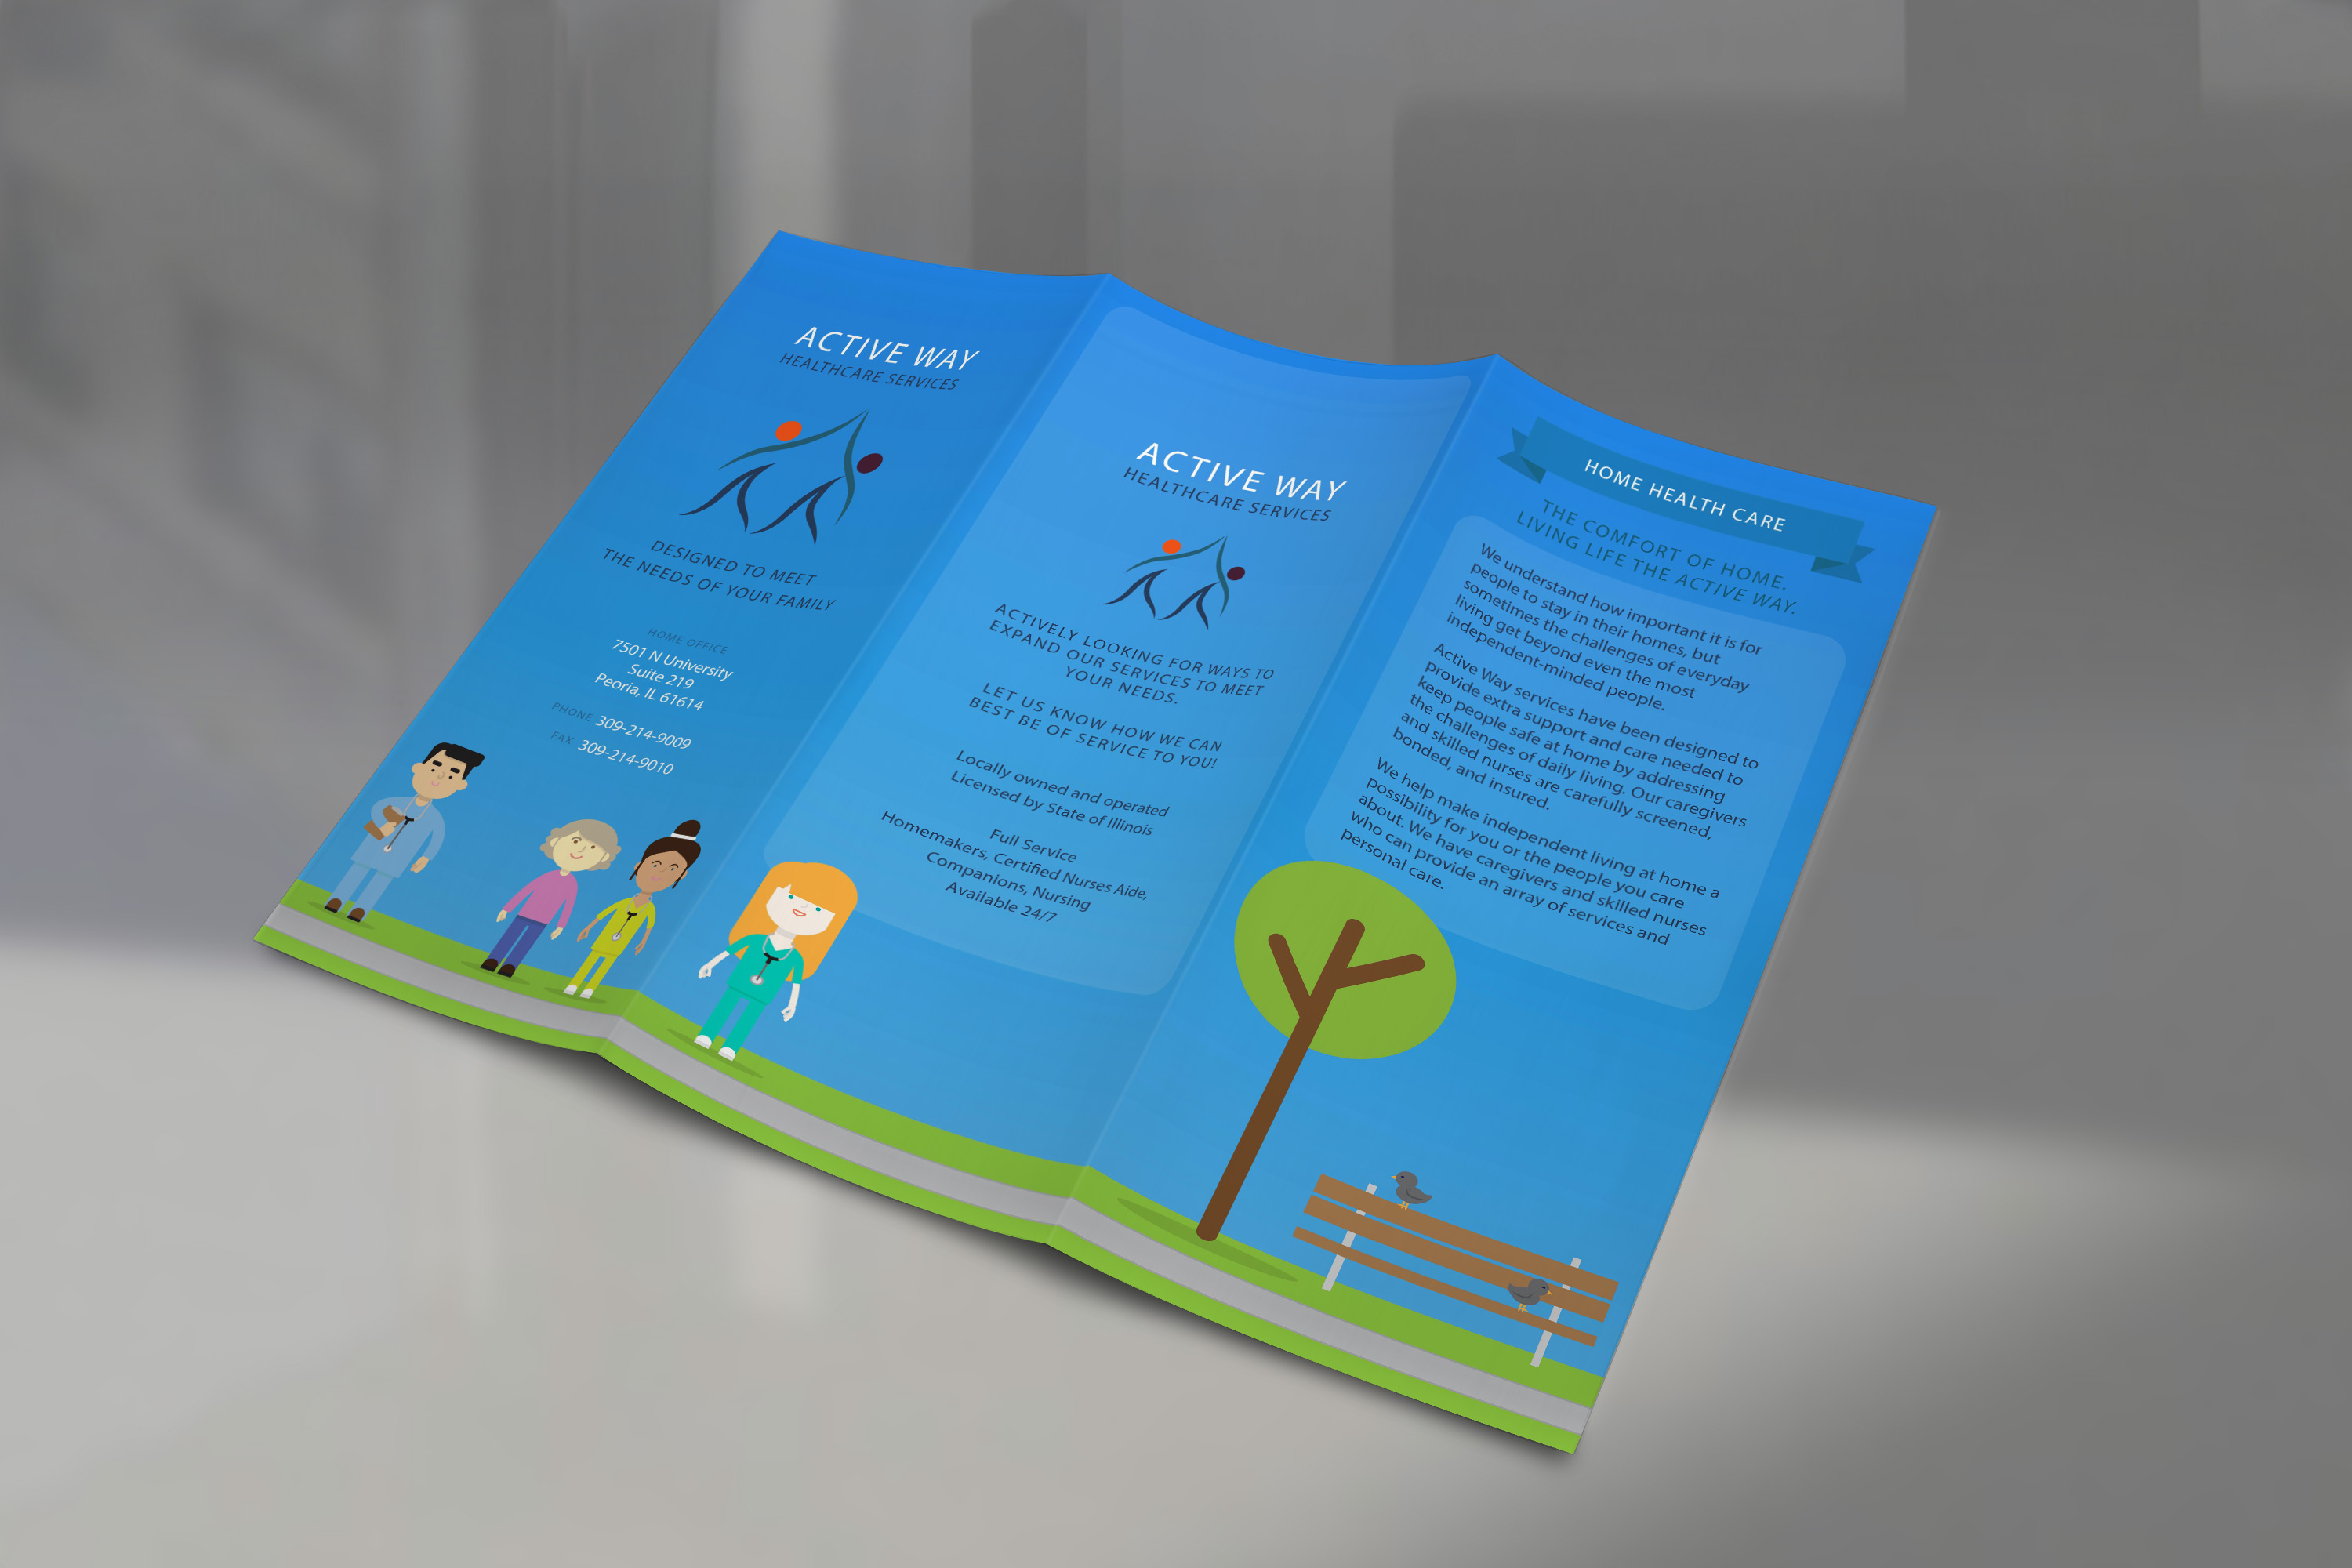 ACTIVE WAY
HEALTHCARE SERVICES
DESIGNED TO MEET
THE NEEDS OF YOUR FAMILY
HOME OFFICE
7501 N University
Suite 219
Peoria, IL 61614
PHONE 309-214-9009
FAX 309-214-9010
ACTIVE WAY
HEALTHCARE SERVICES
ACTIVELY LOOKING FOR WAYS TO
EXPAND OUR SERVICES TO MEET
YOUR NEEDS.
LET US KNOW HOW WE CAN
BEST BE OF SERVICE TO YOU!
Locally owned and operated
Licensed by State of Illinois
Full Service
Homemakers, Certified Nurses Aide,
Companions, Nursing
Available 24/7
HOME HEALTH CARE
THE COMFORT OF HOME.
LIVING LIFE THE ACTIVE WAY.
We understand how important it is for
people to stay in their homes, but
sometimes the challenges of everyday
living get beyond even the most
independent-minded people.
Active Way services have been designed to
provide extra support and care needed to
keep people safe at home by addressing
the challenges of daily living. Our caregivers
and skilled nurses are carefully screened,
bonded, and insured.
We help make independent living at home a
possibility for you or the people you care
about. We have caregivers and skilled nurses
who can provide an array of services and
personal care.